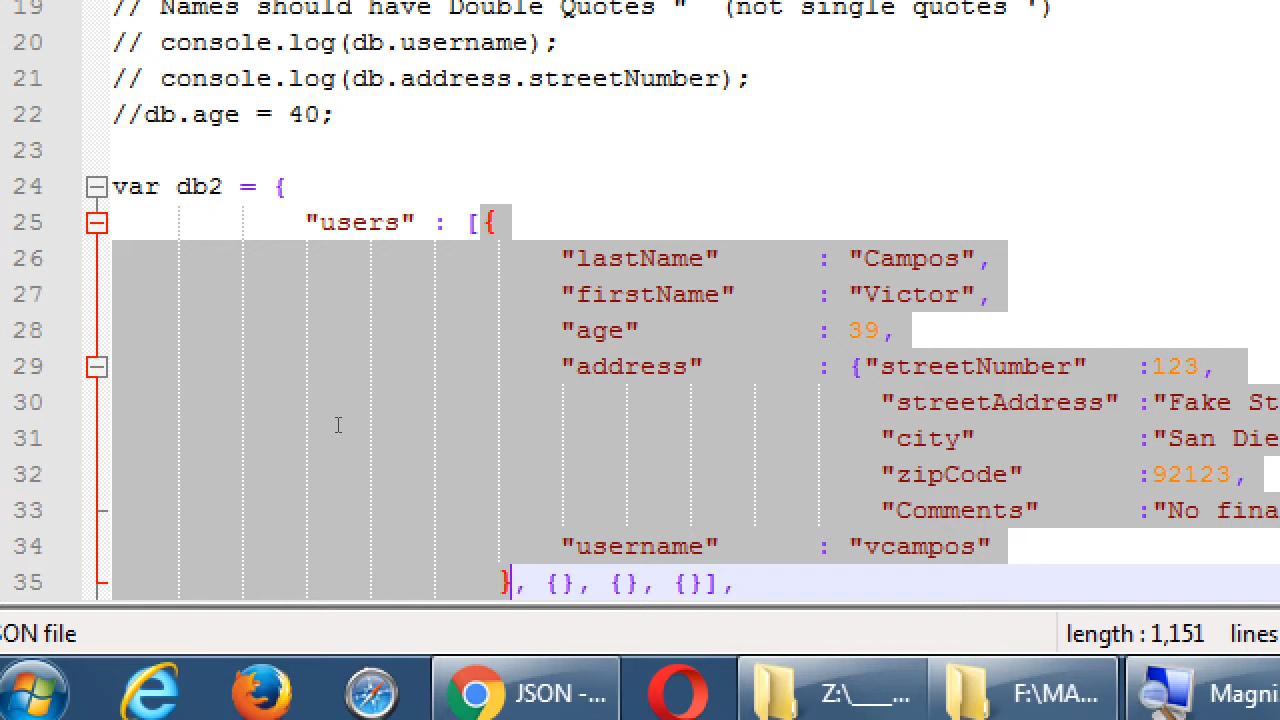 19 // Names should have Double Quotes " (not single quotes ')
20 // console.log(db.username);
21 // console.log(db.address.streetNumber);
22 //db.age = 40;
23
24 var db2 = {
25 "users" : [{
26 "lastName" : "Campos",
27 "firstName" : "Victor",
28 "age" : 39,
29 "address" : {"streetNumber" :123,
30 "streetAddress" :"Fake St
31 "city" :"San Die
32 "zipCode" :92123,
33 "Comments" :"No fina
34 "username" : "vcampos"
35 }, {}, {}, {}],
ON file length : 1,151 lines
JSON -... Z:\___... F:\MA... Magni